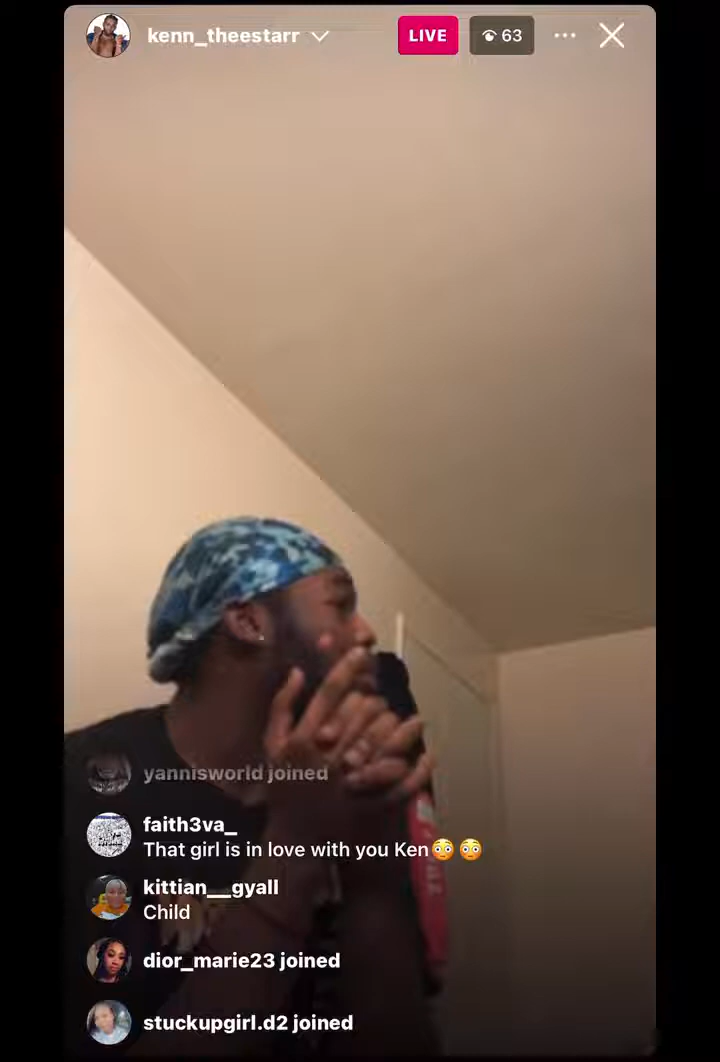 kenn_theestarr
LIVE
63
yannisworld joined
faith3va_
That girl is in love with you Ken😳😳
kittian__gyall
Child
dior_marie23 joined
stuckupgirl.d2 joined